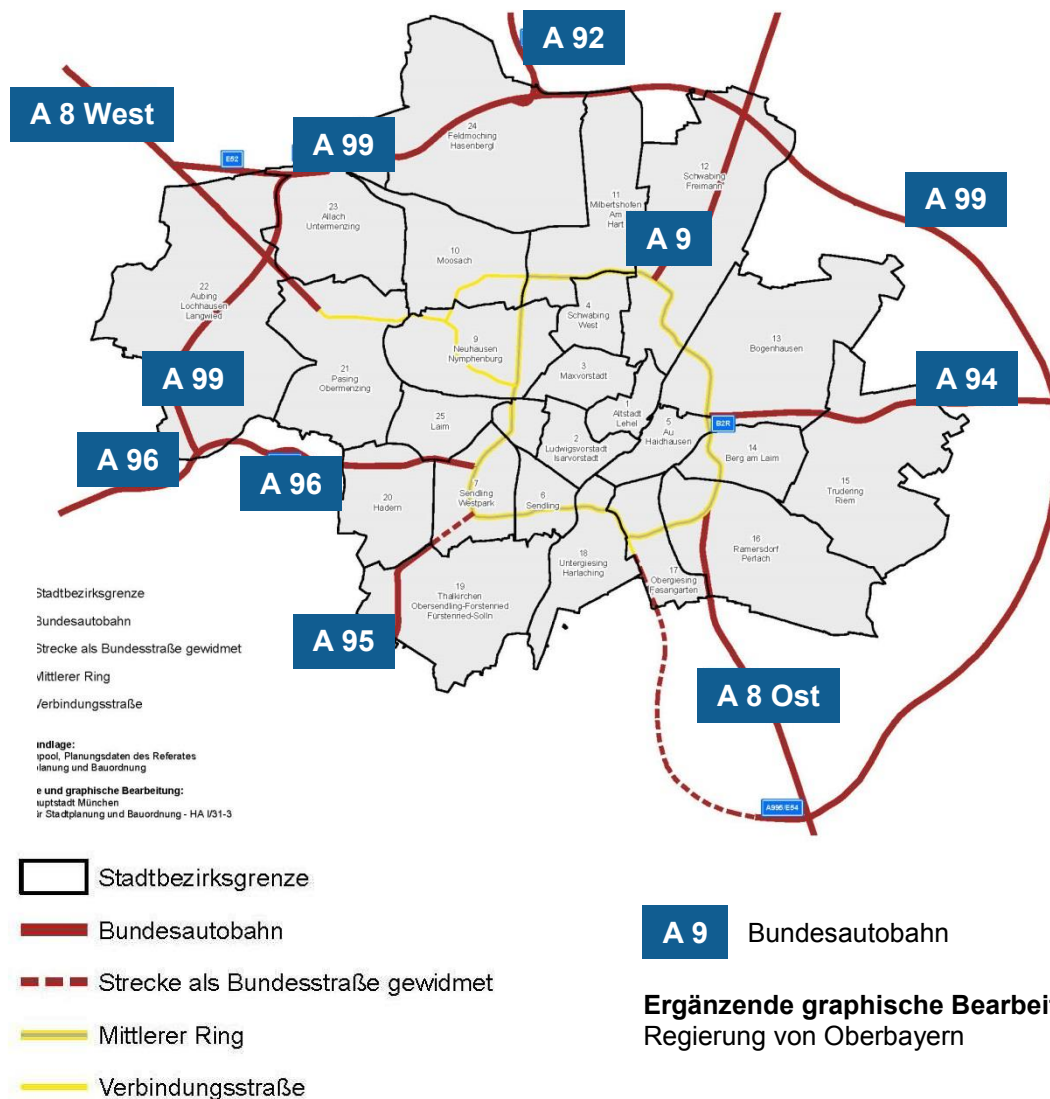 A 92
A 8 West
A 99
E52
24
Feldmoching
Hasenbergl
12
Schwabing
Freimann
11
Milbertshofen
Am
Hart
A 99
23
Allach
Untermenzing
10
Moosach
A 9
22
Aubing
Lochhausen
Langwied
4
Schwabing
West
9
Neuhausen
Nymphenburg
13
Bogenhausen
21
Pasing
Obermenzing
3
Maxvorstadt
A 99
A 94
1
Altstadt
Lehel
25
Laim
5
Au
Haidhausen
B2R
2
Ludwigsvorstadt
Isarvorstadt
14
Berg am Laim
A 96
A 96
7
Sendling
Westpark
6
Sendling
15
Trudering
Riem
20
Hadern
16
Ramersdorf
Perlach
18
Untergiesing
Harlaching
17
Obergiesing
Fasangarten
19
Thalkirchen
Obersendling-Forstenried
Fürstenried-Solln
A 95
A 8 Ost
A995/E54
Stadtbezirksgrenze
Bundesautobahn
Strecke als Bundesstraße gewidmet
Mittlerer Ring
Verbindungsstraße
ndlage:
pool, Planungsdaten des Referates
planung und Bauordnung
e und graphische Bearbeitung:
auptstadt München
ür Stadtplanung und Bauordnung - HA I/31-3
Stadtbezirksgrenze
Bundesautobahn
Strecke als Bundesstraße gewidmet
Mittlerer Ring
Verbindungsstraße
A 9 Bundesautobahn
Ergänzende graphische Bearbeit
Regierung von Oberbayern